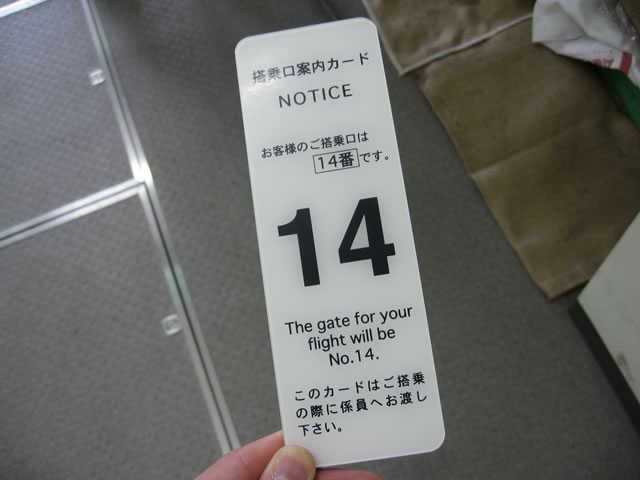 搭乗口案内カード
NOTICE
お客様のご搭乗口は
14番です。
14
The gate for your
flight will be
No.14.
このカードはご搭乗
の際に係員へお渡し
下さい。